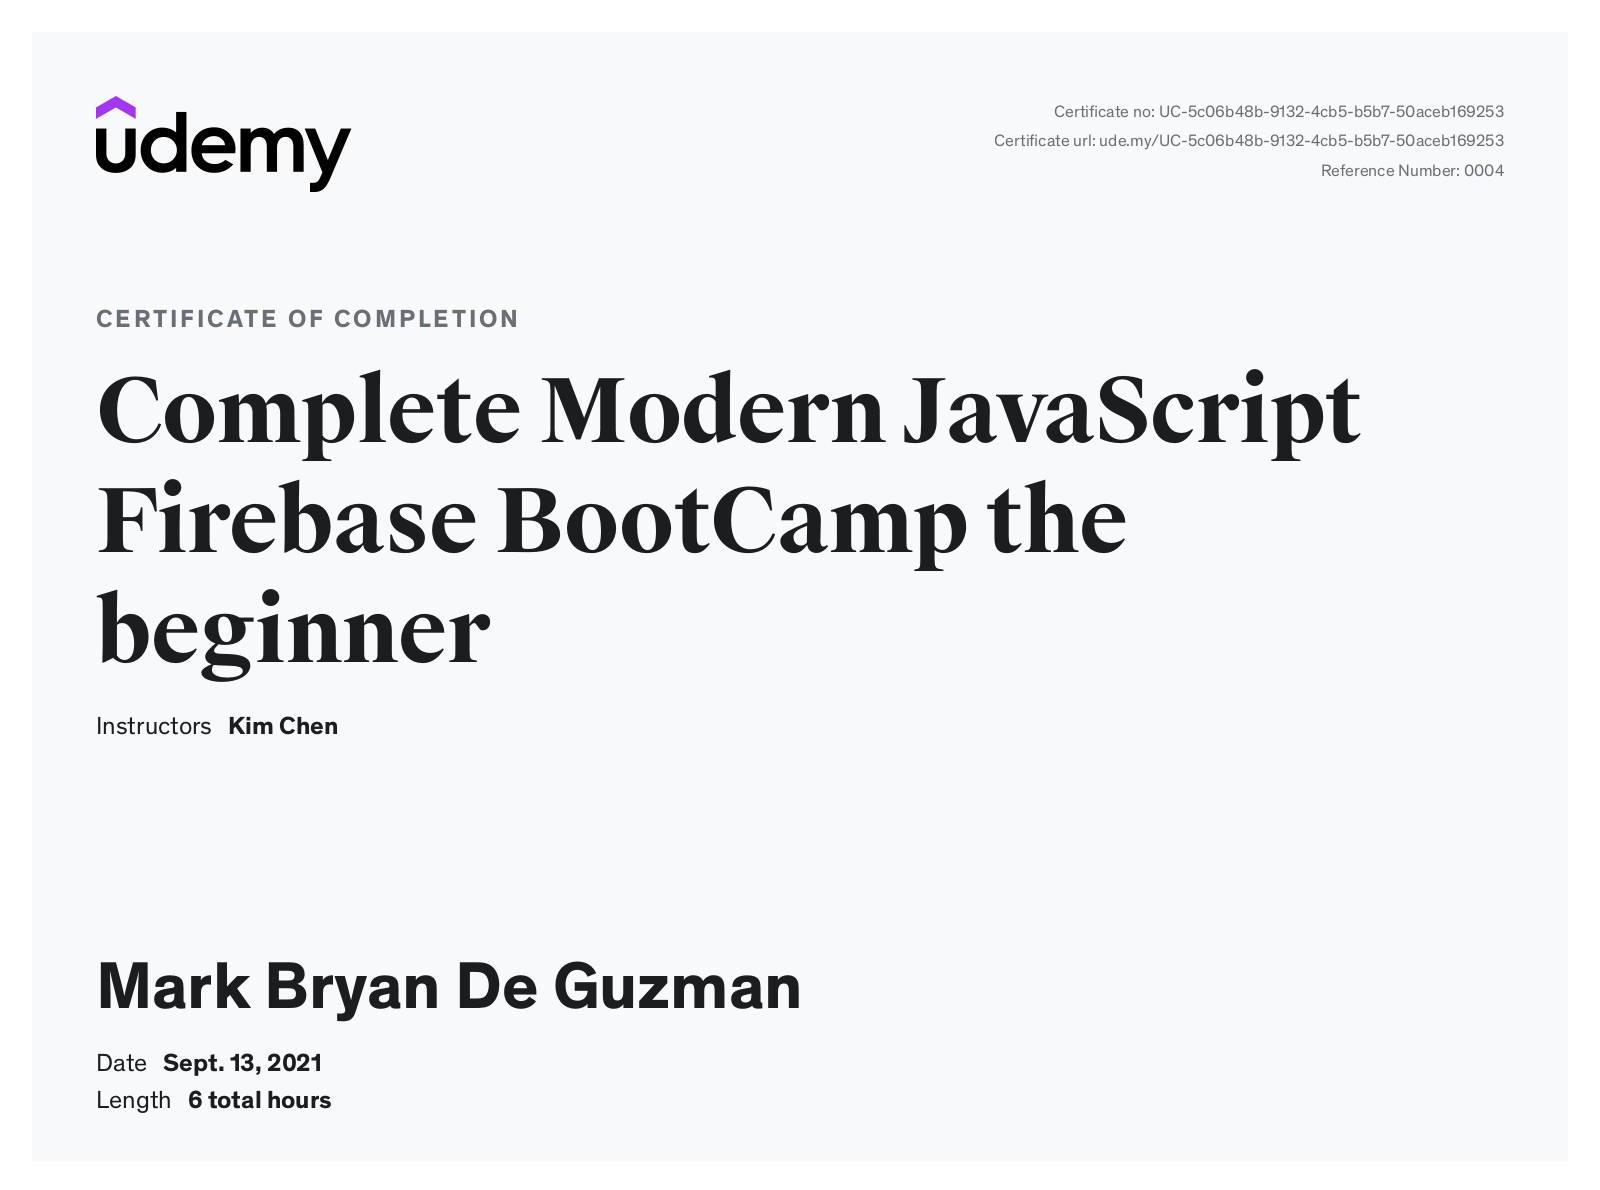 udemy
Certificate no: UC-5c06b48b-9132-4cb5-b5b7-50aceb169253
Certificate url: ude.my/UC-5c06b48b-9132-4cb5-b5b7-50aceb169253
Reference Number: 0004
CERTIFICATE OF COMPLETION
Complete Modern JavaScript
Firebase BootCamp the
beginner
Instructors Kim Chen
Mark Bryan De Guzman
Date Sept. 13, 2021
Length 6 total hours